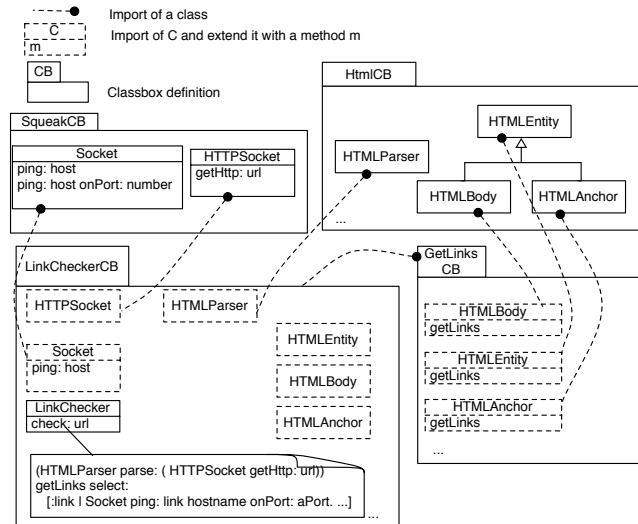 Import of a class
C
m
Import of C and extend it with a method m
CB
Classbox definition
SqueakCB
Socket
ping: host
ping: host onPort: number
HTTPSocket
getHttp: url
HtmlCB
HTMLEntity
HTMLParser
HTMLBody
HTMLAnchor
...
LinkCheckerCB
HTTPSocket
HTMLParser
Socket
ping: host
HTMLEntity
HTMLBody
HTMLAnchor
LinkChecker
check: url
(HTMLParser parse: ( HTTPSocket getHttp: url))
getLinks select:
[:link | Socket ping: link hostname onPort: aPort. ...]
...
GetLinks
CB
HTMLBody
getLinks
HTMLEntity
getLinks
HTMLAnchor
getLinks
...